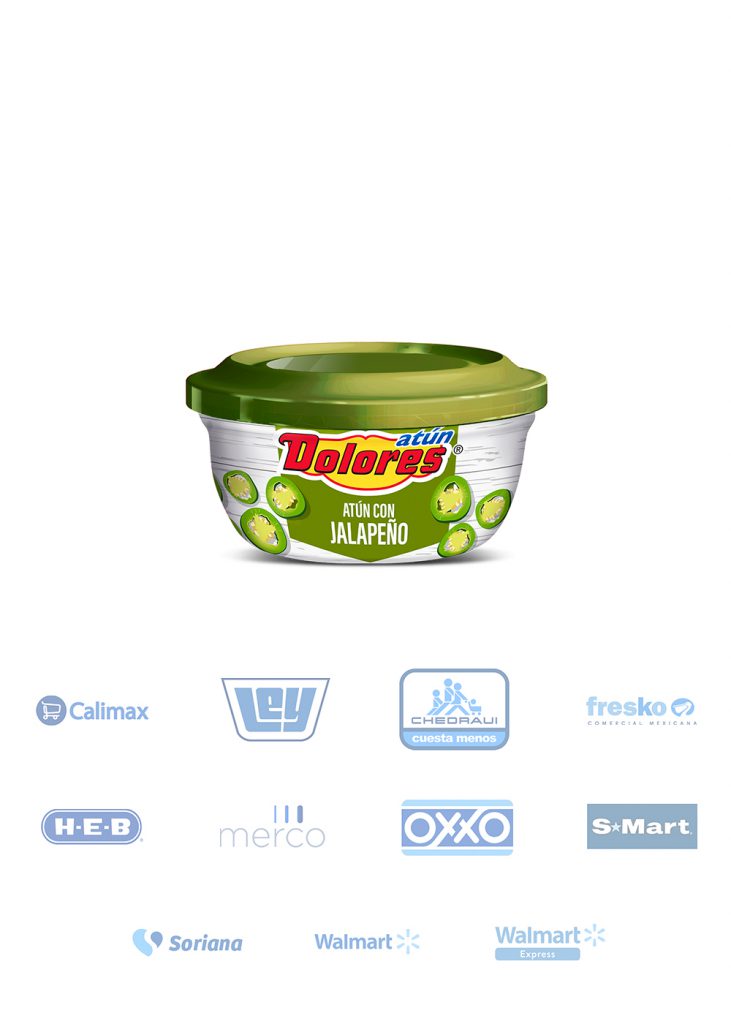 atún
Dolores®
ATÚN CON
JALAPEÑO
Calimax
Ley
CHEDRAUI
cuesta menos
fresko
COMERCIAL MEXICANA
H-E-B
merco
OXXO
S★Mart
Soriana
Walmart
Walmart
Express